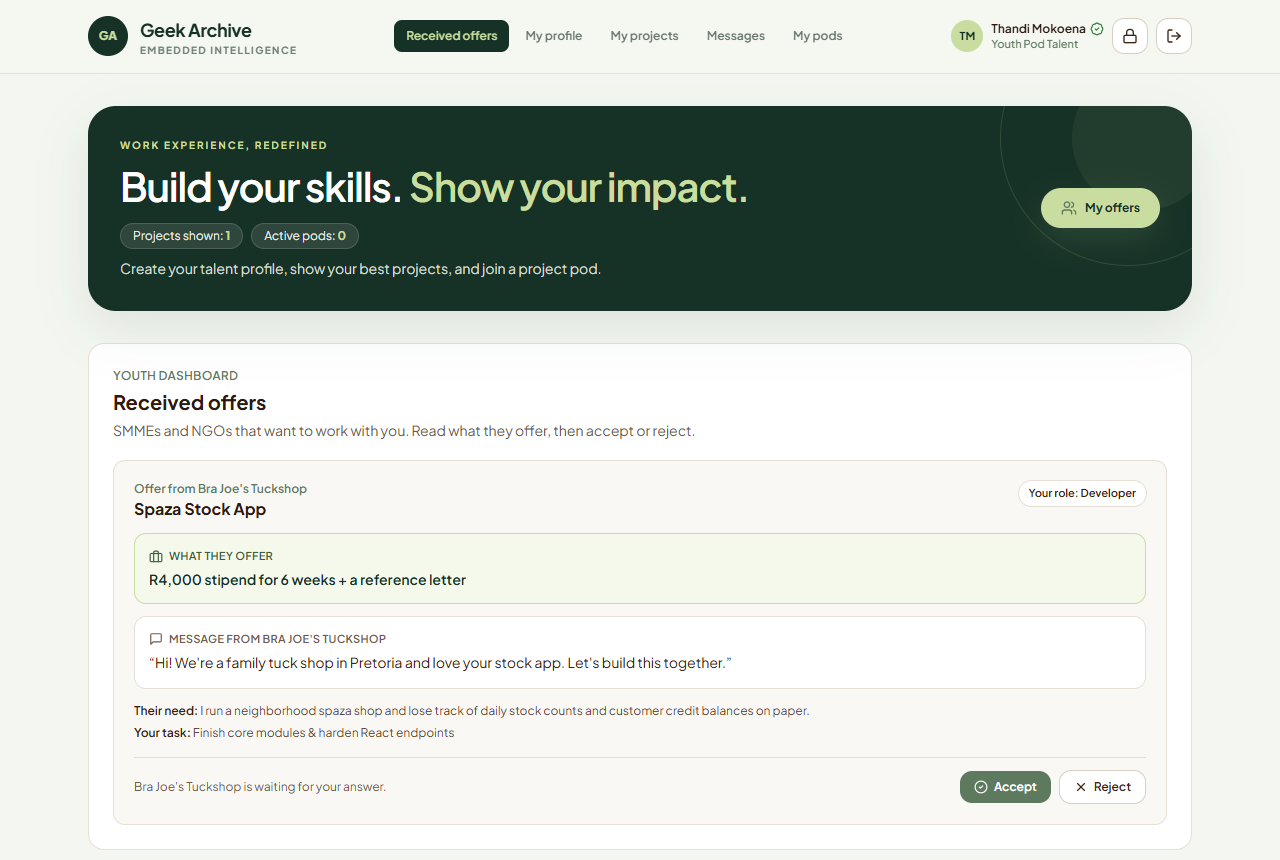 GA
Geek Archive
EMBEDDED INTELLIGENCE
Received offers
My profile
My projects
Messages
My pods
TM
Thandi Mokoena
Youth Pod Talent
WORK EXPERIENCE, REDEFINED
Build your skills. Show your impact.
Projects shown: 1
Active pods: 0
Create your talent profile, show your best projects, and join a project pod.
My offers
YOUTH DASHBOARD
Received offers
SMMEs and NGOs that want to work with you. Read what they offer, then accept or reject.
Offer from Bra Joe's Tuckshop
Spaza Stock App
Your role: Developer
WHAT THEY OFFER
R4,000 stipend for 6 weeks + a reference letter
MESSAGE FROM BRA JOE'S TUCKSHOP
“Hi! We're a family tuck shop in Pretoria and love your stock app. Let's build this together.”
Their need: I run a neighborhood spaza shop and lose track of daily stock counts and customer credit balances on paper.
Your task: Finish core modules & harden React endpoints
Bra Joe's Tuckshop is waiting for your answer.
Accept
Reject